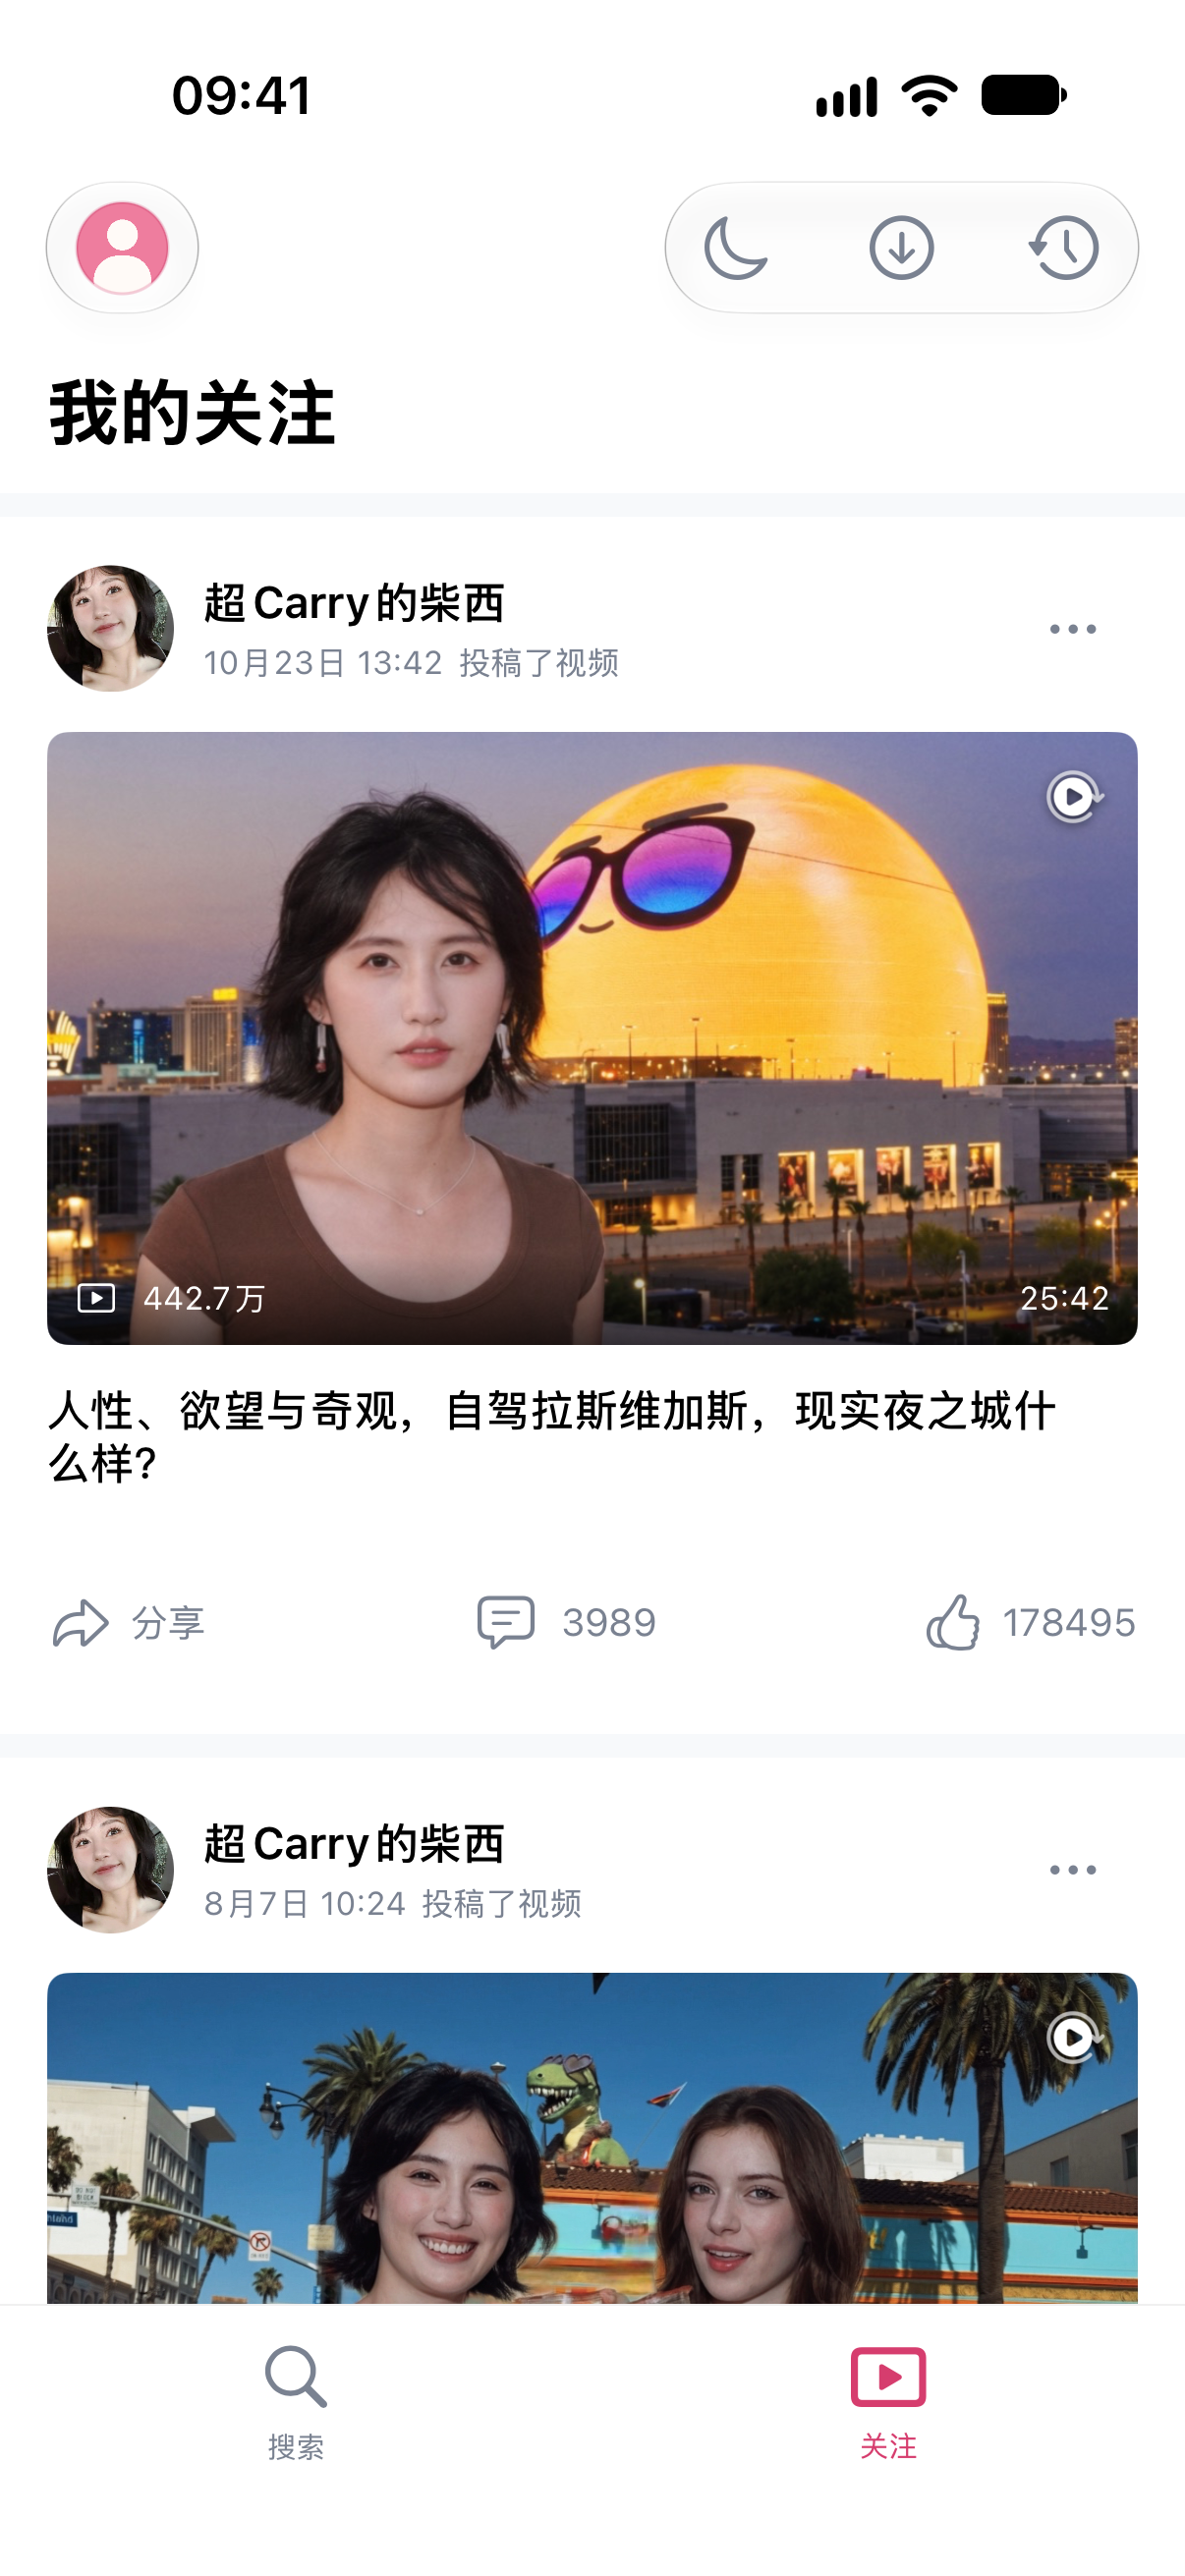 09:41
我的关注
超Carry的柴西
10月23日 13:42 投稿了视频
442.7万
25:42
人性、欲望与奇观，自驾拉斯维加斯，现实夜之城什
么样?
分享
3989
178495
超Carry的柴西
8月7日 10:24 投稿了视频
搜索
关注